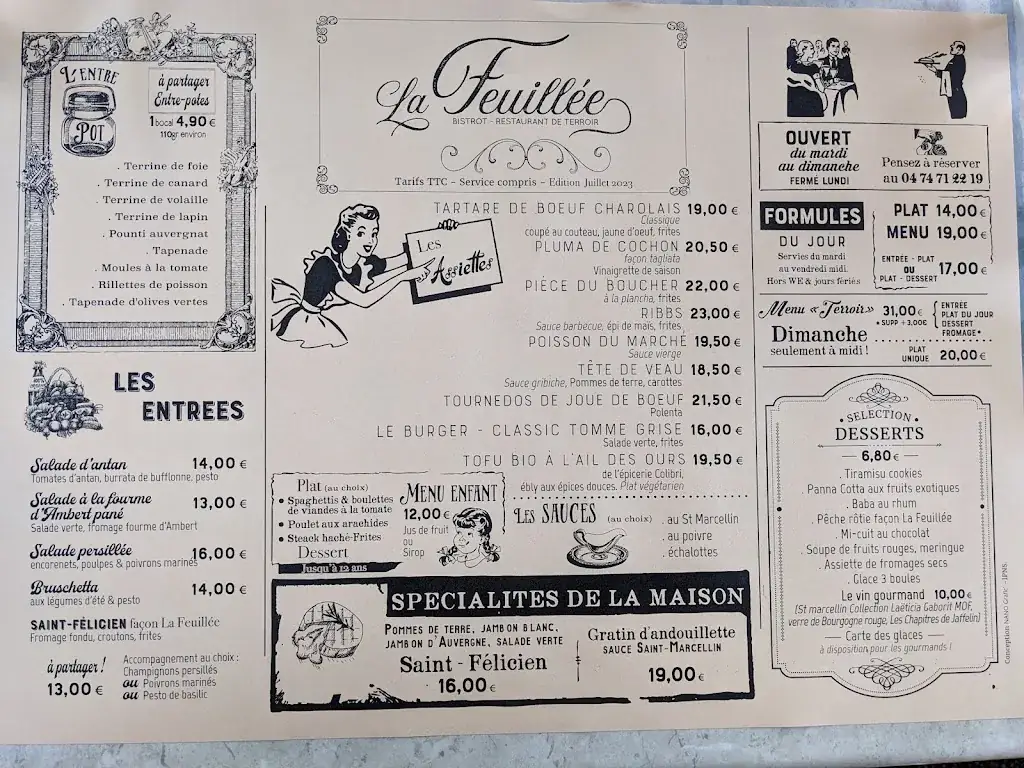 L'ENTRE
POT
à partager
Entre-potes
1 bocal 4,90 €
110gr environ
. Terrine de foie
. Terrine de canard
. Terrine de volaille
. Terrine de lapin
. Pounti auvergnat
. Tapenade
. Moules à la tomate
. Rillettes de poisson
. Tapenade d'olives vertes
LES
ENTREES
Salade d'antan 14,00 €
Tomates d'antan, burrata de bufflonne, pesto
Salade à la fourme
d'Ambert pané 13,00 €
Salade verte, fromage fourme d'Ambert
Salade persillée 16,00 €
encorenets, poulpes & poivrons marinés
Bruschetta 14,00 €
aux légumes d'été & pesto
SAINT-FÉLICIEN façon La Feuillée
Fromage fondu, croutons, frites
à partager !
13,00 €
Accompagnement au choix :
Champignons persillés
ou Poivrons marinés
ou Pesto de basilic
La Feuillée
BISTROT - RESTAURANT DE TERROIR
Tarifs TTC - Service compris - Edition Juillet 2023
Les
Assiettes
TARTARE DE BOEUF CHAROLAIS 19,00 €
Classique
coupé au couteau, jaune d'oeuf, frites
PLUMA DE COCHON 20,50 €
façon tagliata
Vinaigrette de saison
PIÈCE DU BOUCHER 22,00 €
à la plancha, frites
RIBBS 23,00 €
Sauce barbecue, épi de maïs, frites
POISSON DU MARCHÉ 19,50 €
Sauce vierge
TÊTE DE VEAU 18,50 €
Sauce gribiche, Pommes de terre, carottes
TOURNEDOS DE JOUE DE BOEUF 21,50 €
Polenta
LE BURGER - CLASSIC TOMME GRISE 16,00 €
Salade verte, frites
TOFU BIO À L'AIL DES OURS 19,50 €
de l'épicerie Colibri,
ébly aux épices douces. Plat végétarien
Plat (au choix)
• Spaghettis & boulettes
de viandes à la tomate
• Poulet aux arachides
• Steack haché-Frites
Dessert
Jusqu'à 12 ans
MENU ENFANT
12,00 €
Jus de fruit
ou
Sirop
LES SAUCES (au choix)
. au St Marcellin
. au poivre
. échalottes
SPECIALITES DE LA MAISON
POMMES DE TERRE, JAMBON BLANC,
JAMBON D'AUVERGNE, SALADE VERTE
Saint - Félicien
16,00 €
Gratin d'andouillette
SAUCE SAINT-MARCELLIN
19,00 €
OUVERT
du mardi
au dimanche
FERMÉ LUNDI
Pensez à réserver
au 04 74 71 22 19
FORMULES
DU JOUR
Servies du mardi
au vendredi midi.
Hors WE & jours fériés
PLAT 14,00 €
MENU 19,00 €
ENTRÉE - PLAT
OU
PLAT - DESSERT
17,00 €
Menu « Terroir » 31,00 €
• SUPP +3,00€
ENTRÉE
PLAT DU JOUR
DESSERT
FROMAGE •
Dimanche
seulement à midi !
PLAT
UNIQUE 20,00 €
• SELECTION •
DESSERTS
— 6,80 € —
. Tiramisu cookies
. Panna Cotta aux fruits exotiques
. Baba au rhum
. Pêche rôtie façon La Feuillée
. Mi-cuit au chocolat
. Soupe de fruits rouges, meringue
. Assiette de fromages secs
. Glace 3 boules
Le vin gourmand 10,00 €
(St marcellin Collection Laëticia Gaborit MOF,
verre de Bourgogne rouge, Les Chapitres de Jaffelin)
— Carte des glaces —
à disposition pour les gourmands !
Conception: NANO Grafic - JPNS.